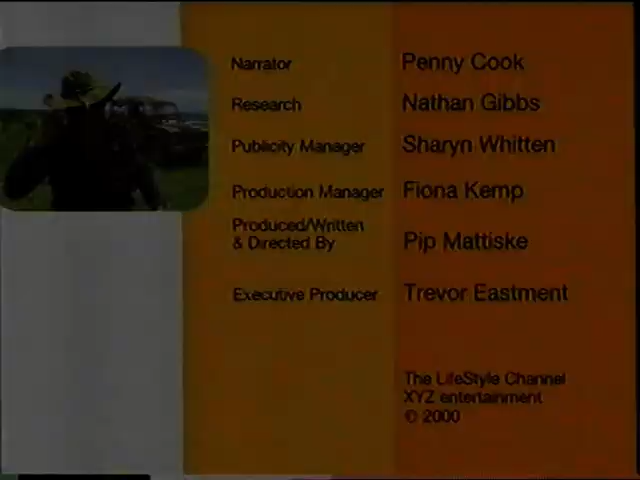 Narrator Penny Cook
Research Nathan Gibbs
Publicity Manager Sharyn Whitten
Production Manager Fiona Kemp
Produced/Written
& Directed By Pip Mattiske
Executive Producer Trevor Eastment
The LifeStyle Channel
XYZ entertainment
© 2000